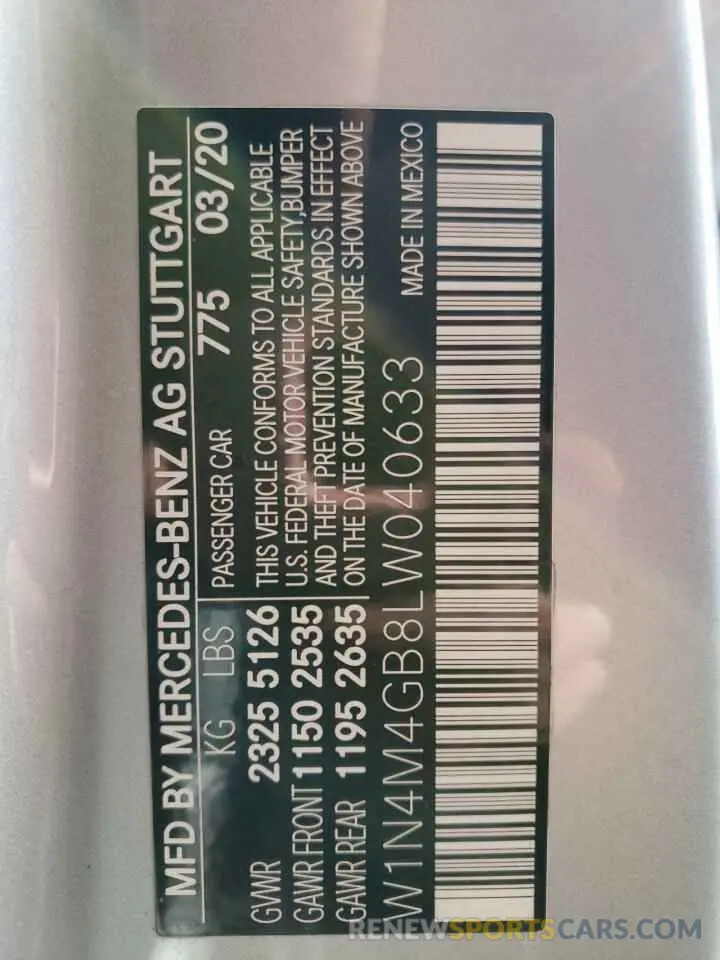 MFD BY MERCEDES-BENZ AG STUTTGART
KG LBS
GVWR 2325 5126
GAWR FRONT 1150 2535
GAWR REAR 1195 2635
PASSENGER CAR 775 03/20
THIS VEHICLE CONFORMS TO ALL APPLICABLE
U.S. FEDERAL MOTOR VEHICLE SAFETY,BUMPER
AND THEFT PREVENTION STANDARDS IN EFFECT
ON THE DATE OF MANUFACTURE SHOWN ABOVE
W1N4M4GB8LW040633
MADE IN MEXICO
RENEWSPORTSCARS.COM